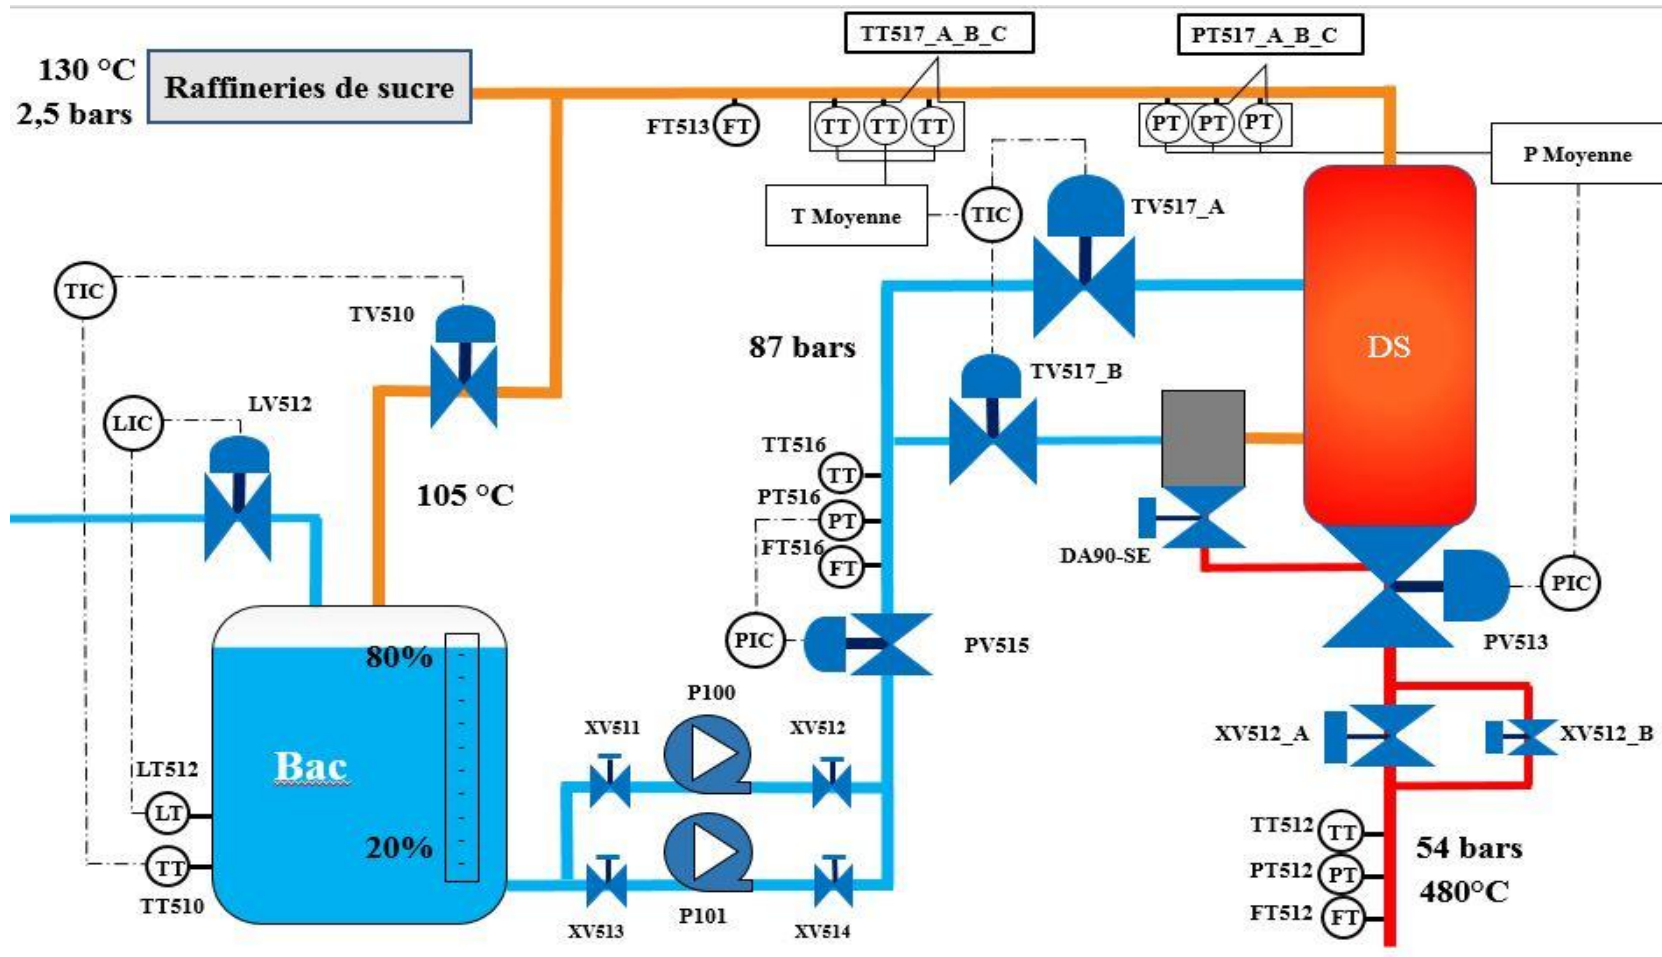 TT517_A_B_C
PT517_A_B_C
130 °C
2,5 bars
Raffineries de sucre
FT513
FT
TT
TT
TT
PT
PT
PT
P Moyenne
T Moyenne
TIC
TV517_A
TIC
TV510
87 bars
DS
TV517_B
LIC
LV512
105 °C
TT516
TT
PT516
PT
FT516
FT
DA90-SE
PIC
PIC
PV515
PV513
80%
P100
XV511
XV512
XV512_A
XV512_B
Bac
LT512
LT
20%
TT
TT510
P101
XV513
XV514
TT512
TT
PT512
PT
FT512
FT
54 bars
480°C